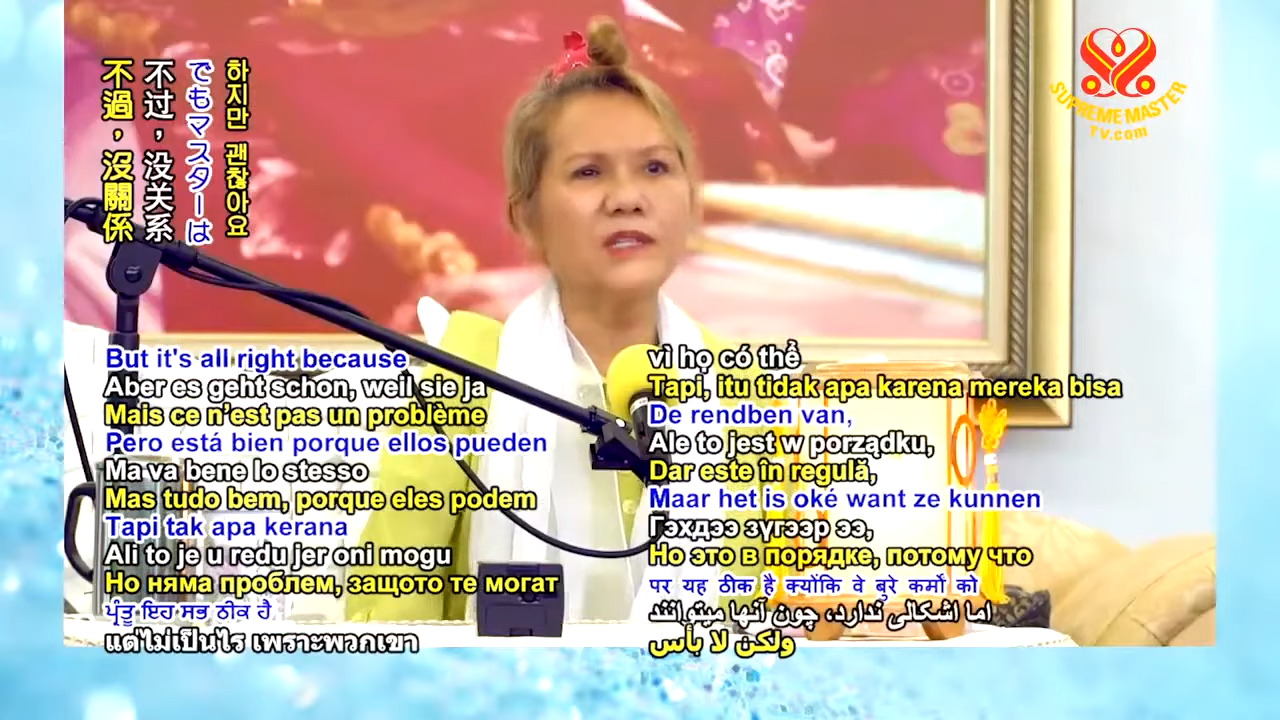 不過，沒關係
不过，没关系
でもマスターは
하지만 괜찮아요
SUPREME MASTER
TV.com
But it's all right because
Aber es geht schon, weil sie ja
Mais ce n'est pas un problème
Pero está bien porque ellos pueden
Ma va bene lo stesso
Mas tudo bem, porque eles podem
Tapi tak apa kerana
Ali to je u redu jer oni mogu
Но няма проблем, защото те могат
ਪ੍ਰੰਤੂ ਇਹ ਸਭ ਠੀਕ ਹੈ
แต่ไม่เป็นไร เพราะพวกเขา
vì họ có thể
Tapi, itu tidak apa karena mereka bisa
De rendben van,
Ale to jest w porządku,
Dar este în regulă,
Maar het is oké want ze kunnen
Гэхдээ зүгээр ээ,
Но это в порядке, потому что
पर यह ठीक है क्योंकि वे बुरे कर्मों को
اما اشکالی ندارد، چون آنها میتوانند
ولكن لا بأس